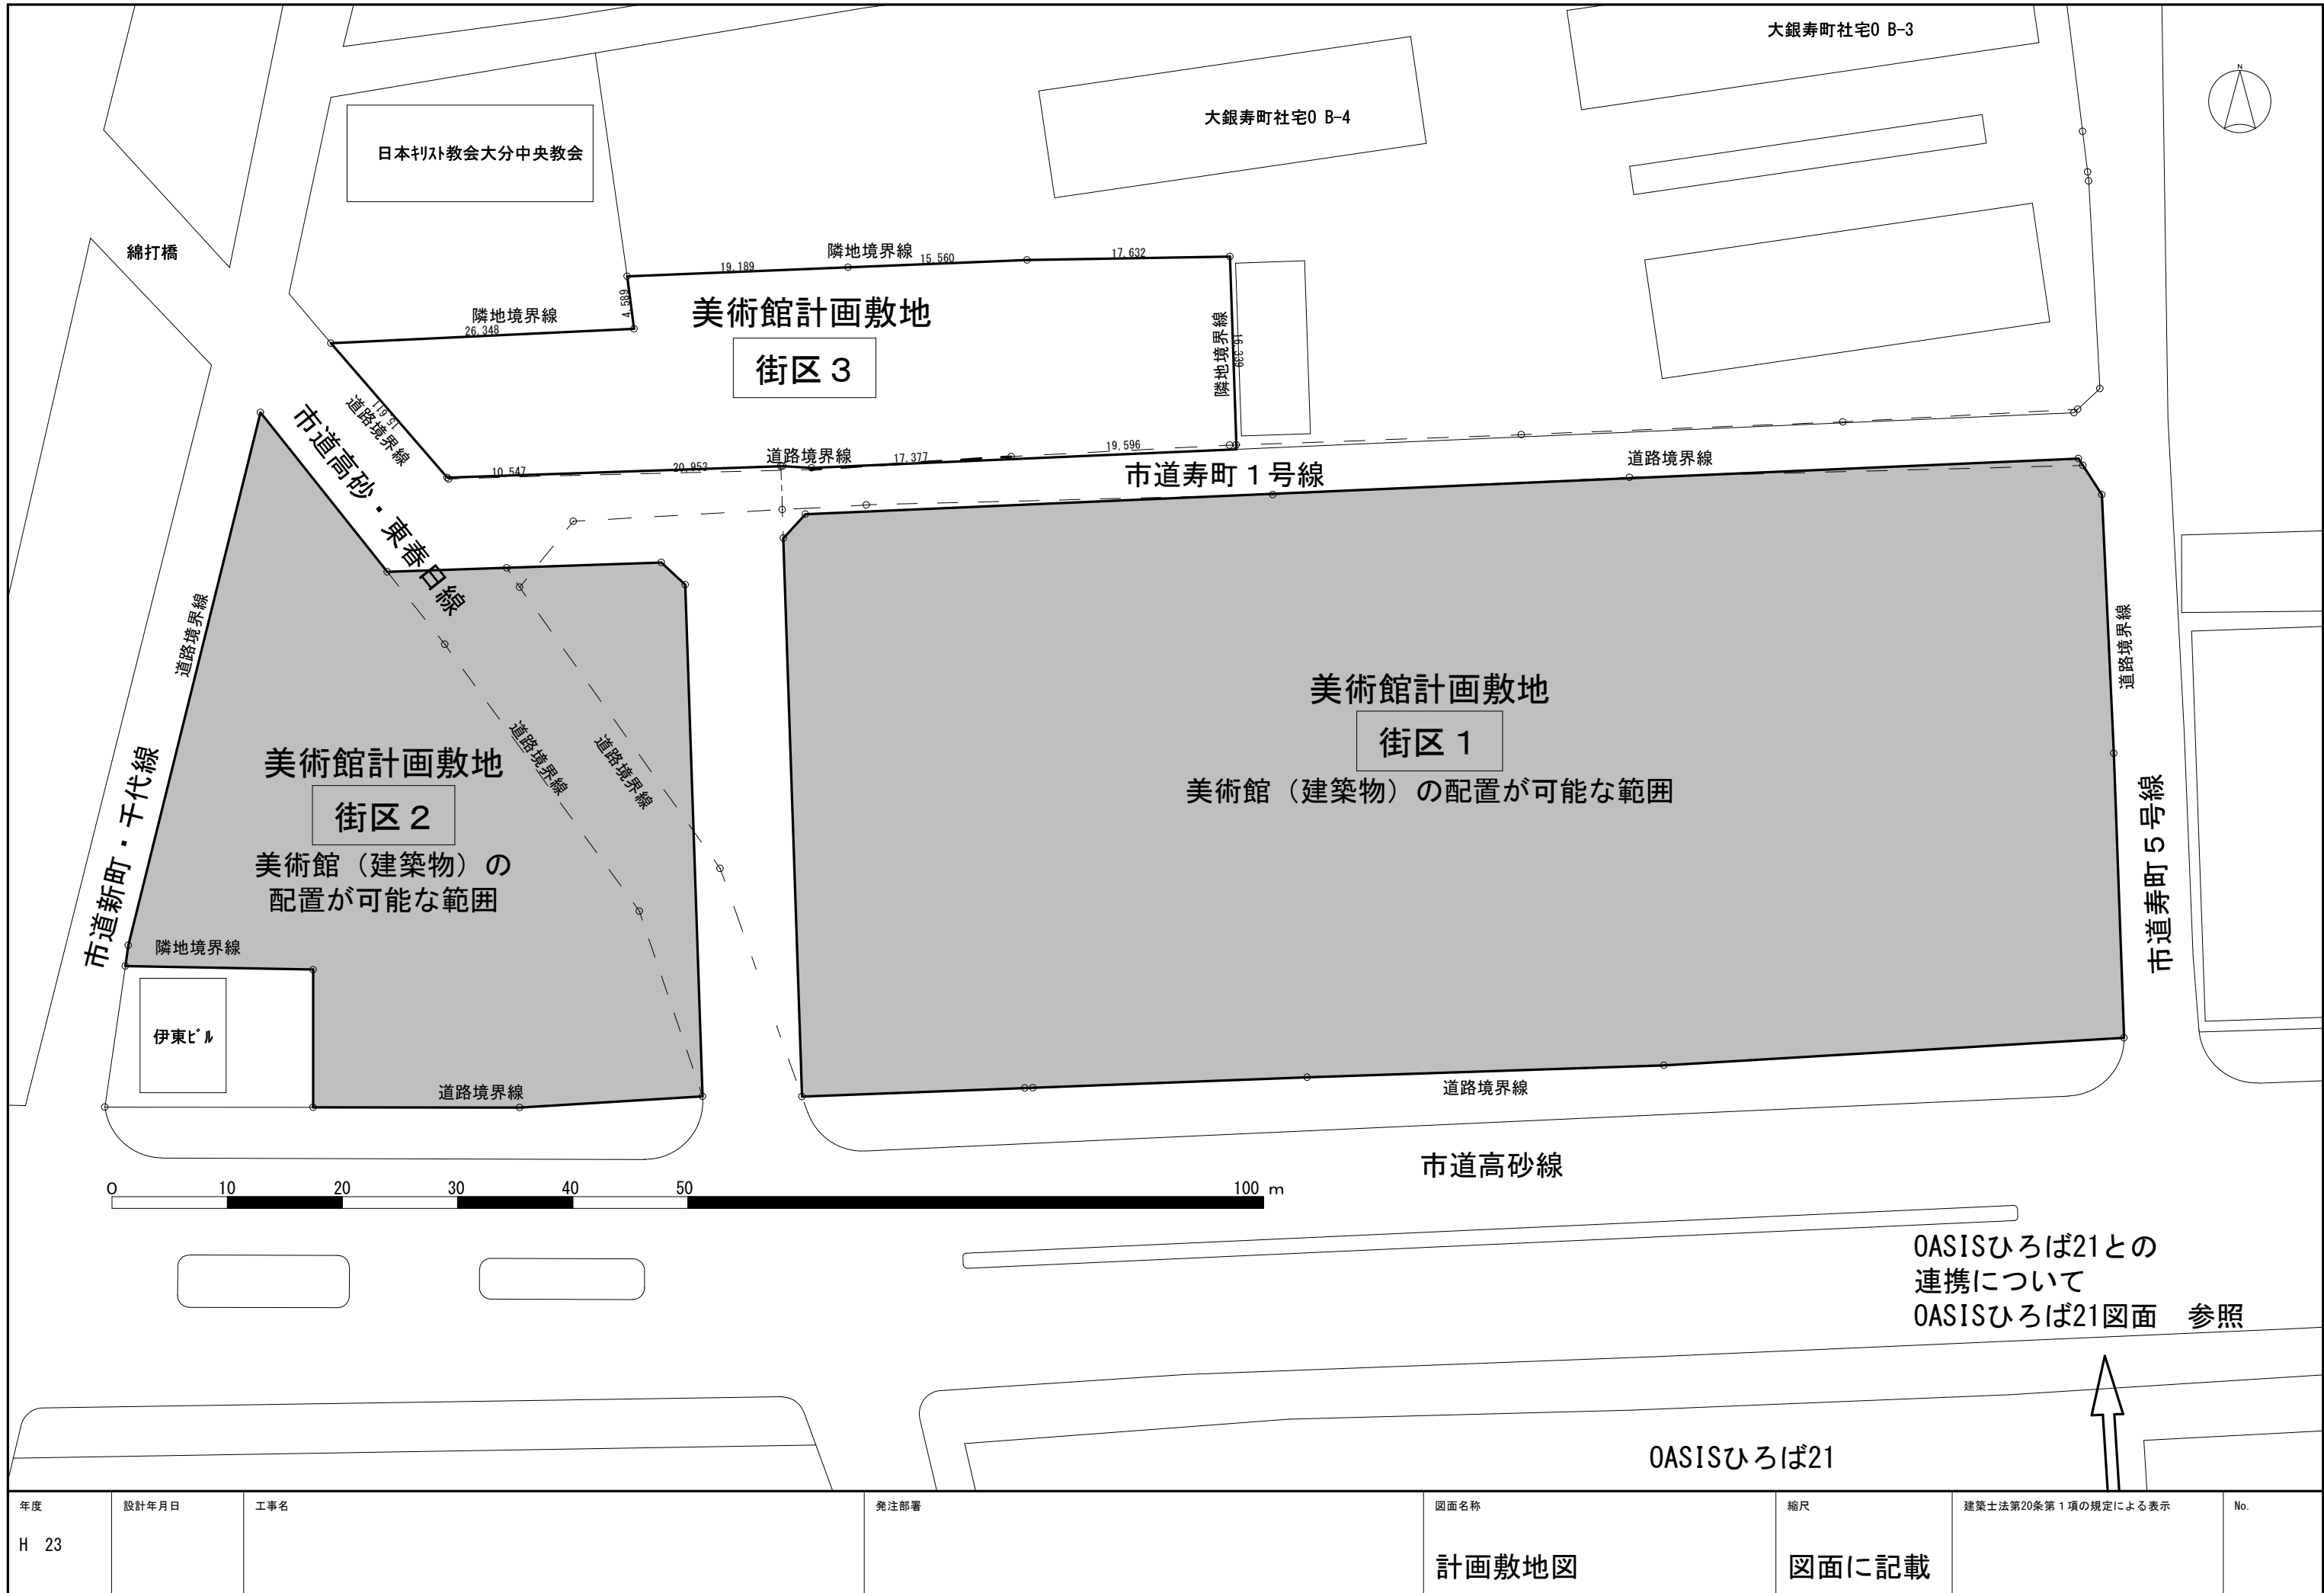 大銀寿町社宅O B-3
N
大銀寿町社宅O B-4
日本ｷﾘｽﾄ教会大分中央教会
綿打橋
隣地境界線
19.189
15.560
17.632
4.589
美術館計画敷地
街区３
隣地境界線
26.348
隣地境界線
16.339
道路境界線
15.611
市道高砂・東春日線
10.547
20.953
道路境界線
17.377
19.596
市道寿町１号線
道路境界線
道路境界線
道路境界線
道路境界線
道路境界線
美術館計画敷地
街区１
美術館（建築物）の配置が可能な範囲
美術館計画敷地
街区２
美術館（建築物）の
配置が可能な範囲
市道新町・千代線
市道寿町５号線
隣地境界線
伊東ﾋﾞﾙ
道路境界線
道路境界線
市道高砂線
0
10
20
30
40
50
100 m
OASISひろば21との
連携について
OASISひろば21図面　参照
OASISひろば21
年度
H 23
設計年月日
工事名
発注部署
図面名称
計画敷地図
縮尺
図面に記載
建築士法第20条第１項の規定による表示
No.